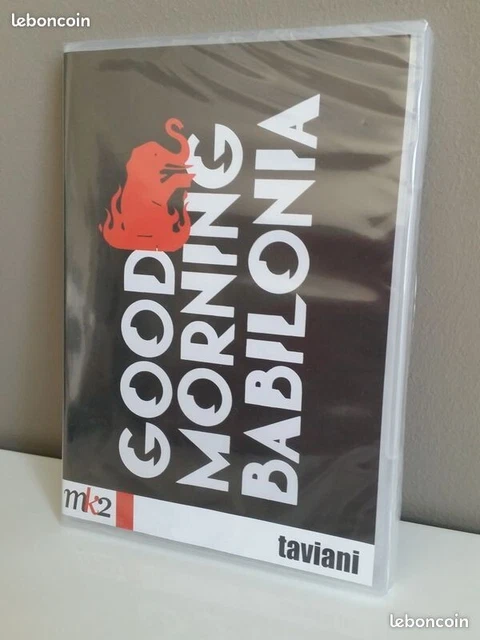 leboncoin
GOOD
MORNING
BABILONIA
mk2
taviani
leboncoin